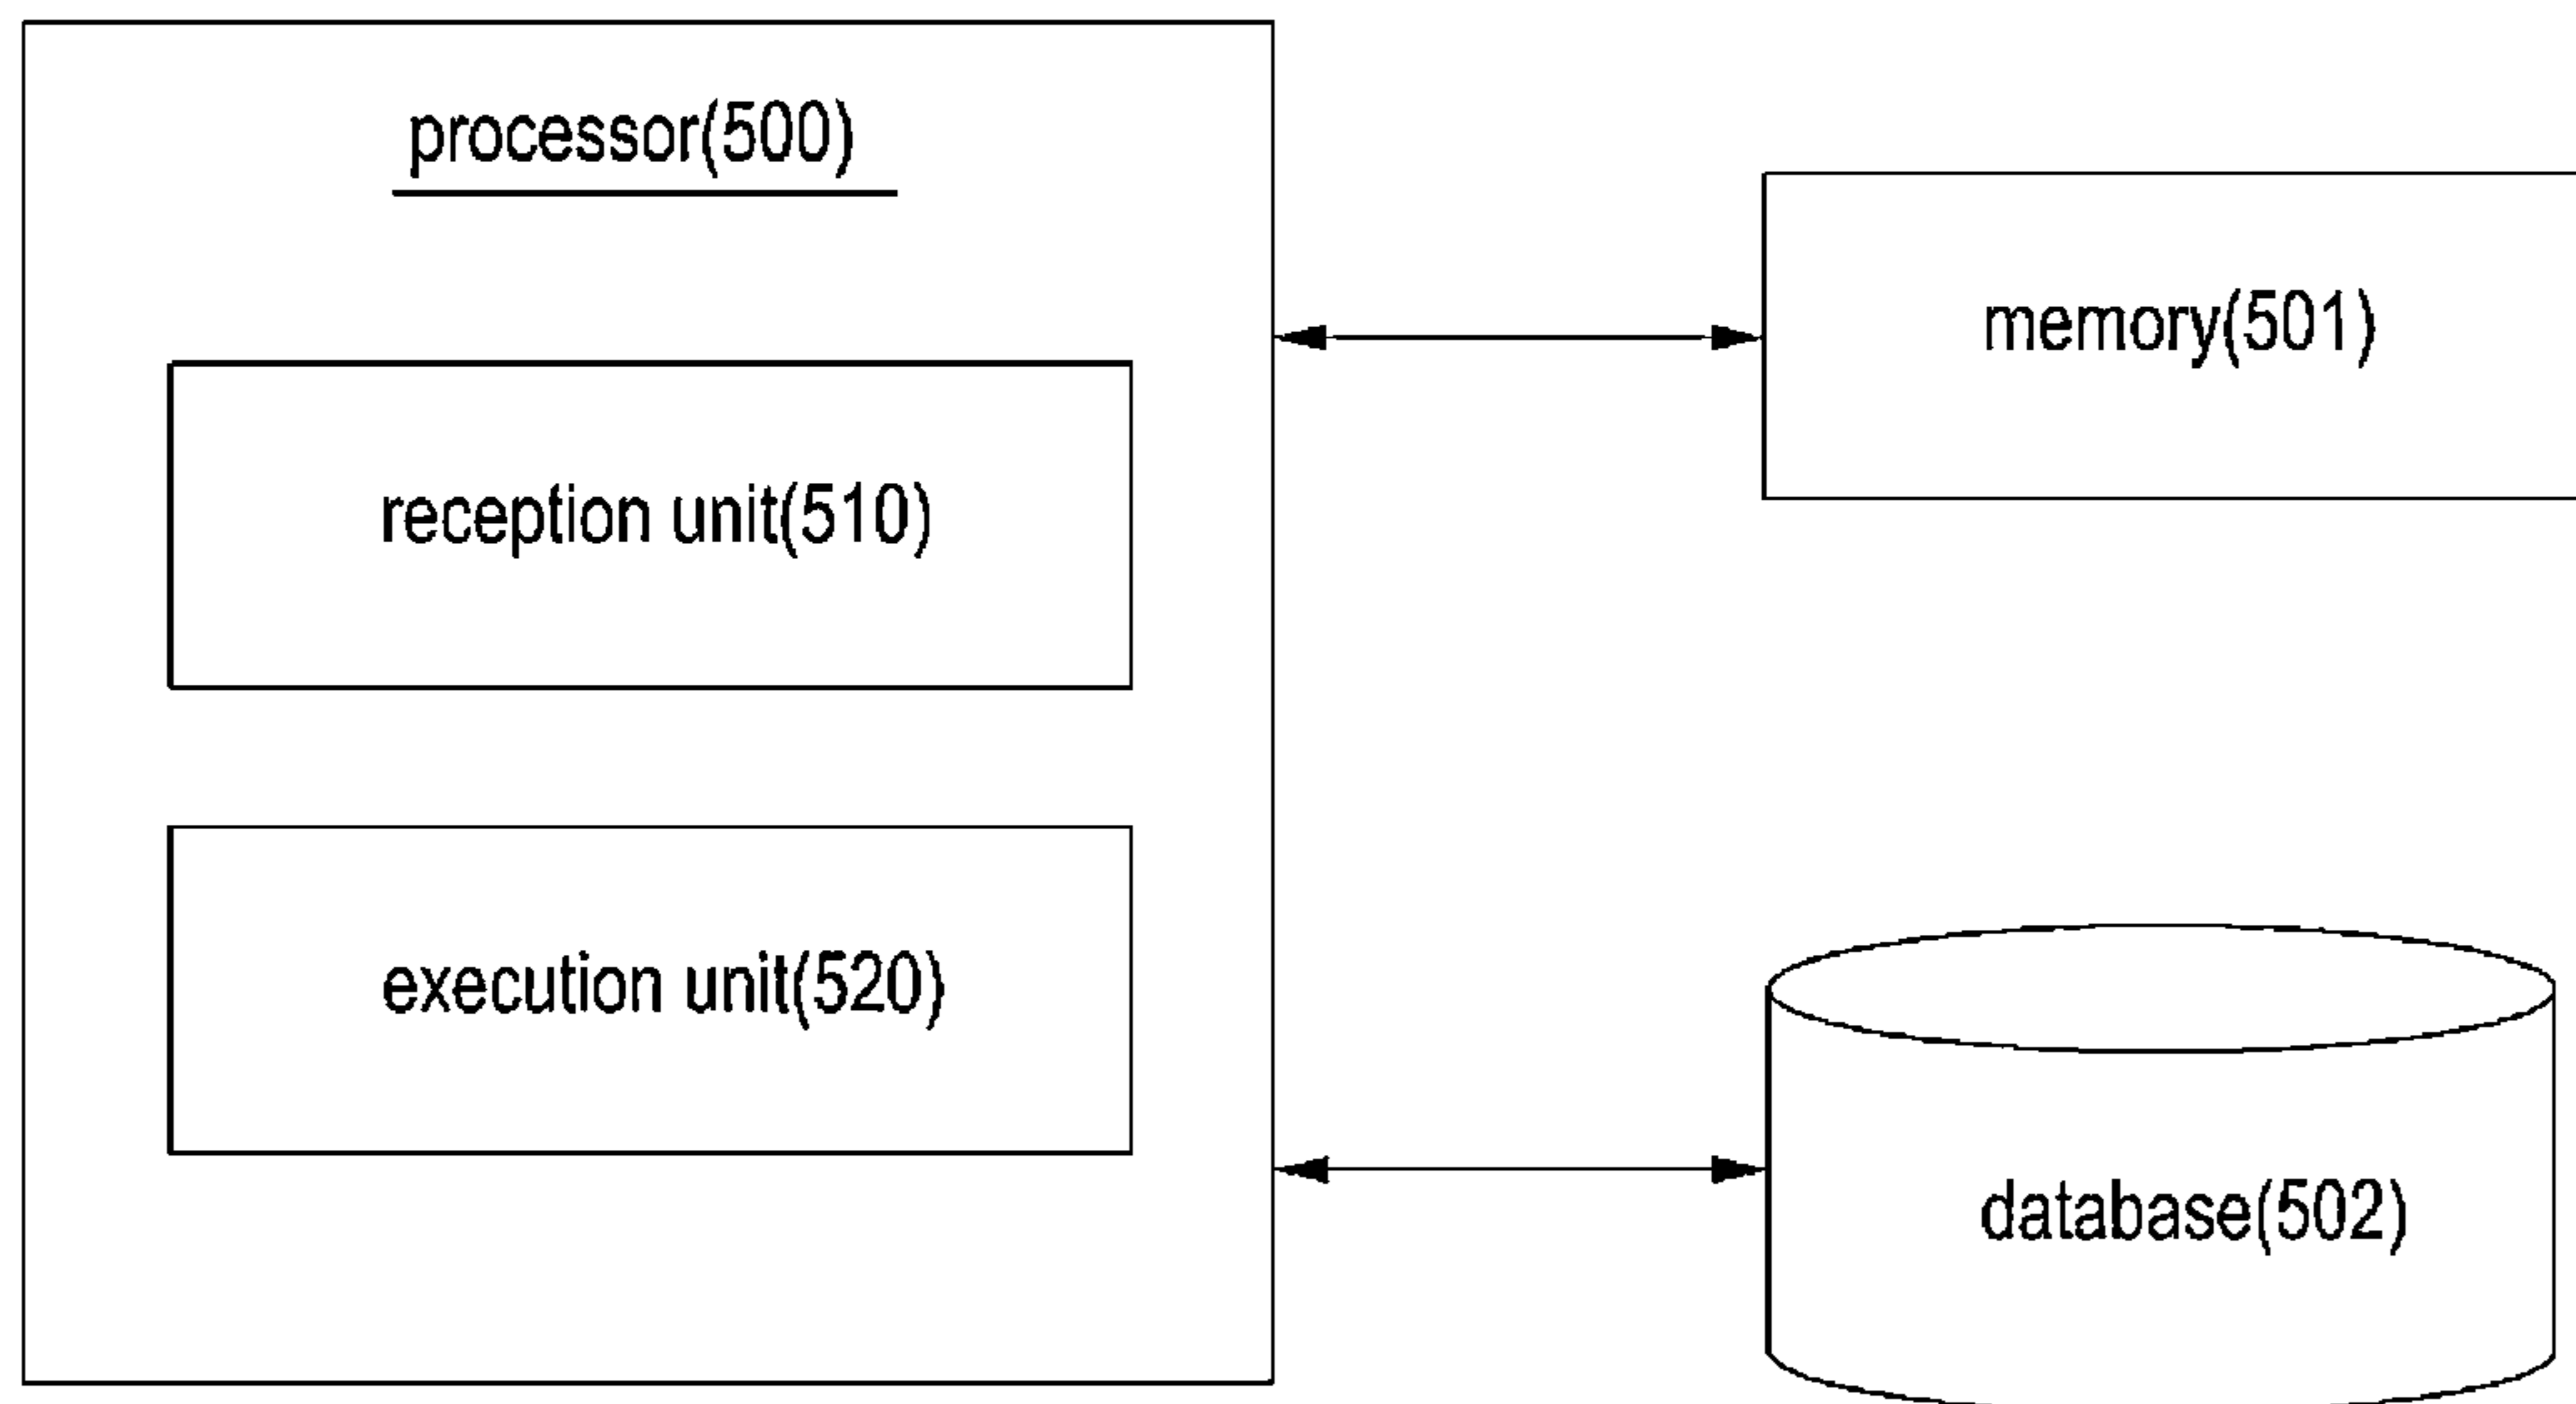 processor(500)
reception unit(510)
execution unit(520)
memory(501)
database(502)